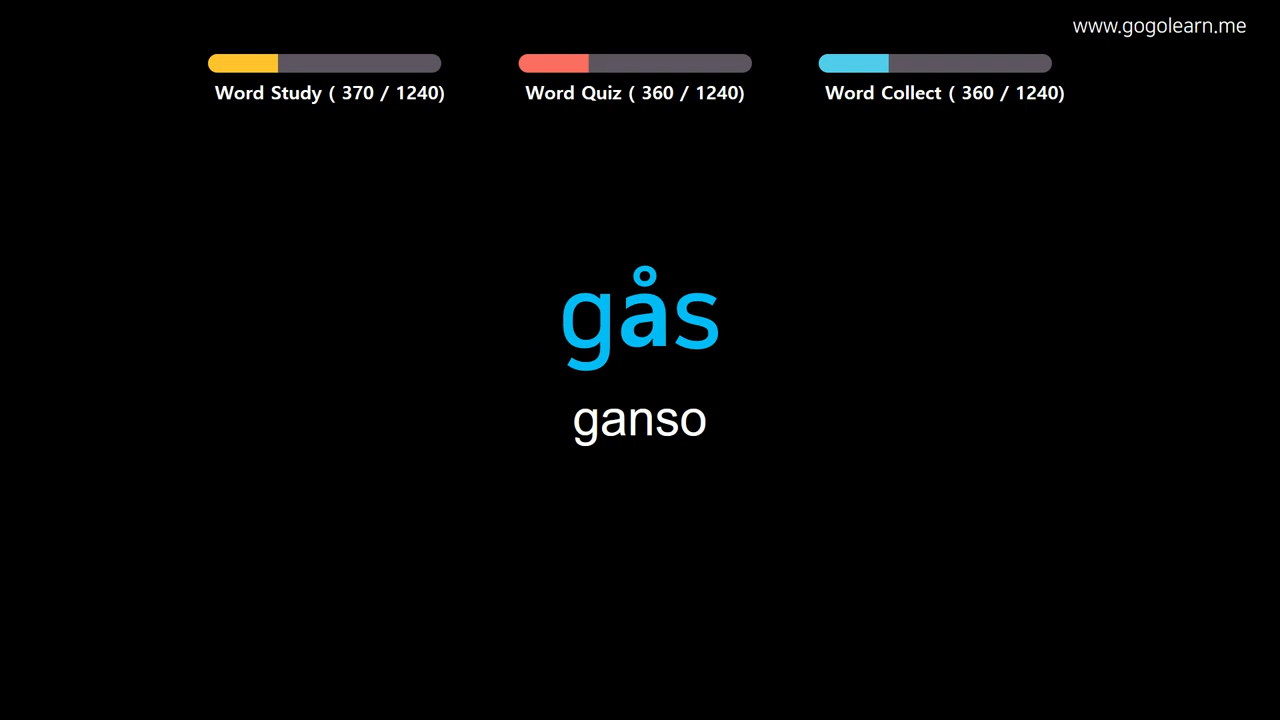 www.gogolearn.me
Word Study ( 370 / 1240)
Word Quiz ( 360 / 1240)
Word Collect ( 360 / 1240)
gås
ganso